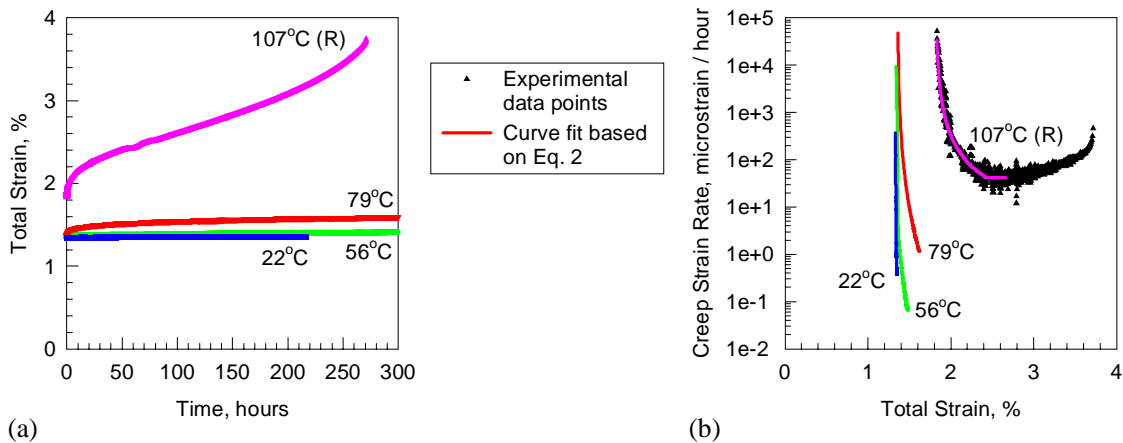 4
3
2
1
0
Total Strain, %
107°C (R)
79°C
22°C
56°C
0
50
100
150
200
250
300
Time, hours
(a)
Experimental
data points
Curve fit based
on Eq. 2
1e+5
1e+4
1e+3
1e+2
1e+1
1e+0
1e-1
1e-2
Creep Strain Rate, microstrain / hour
107°C (R)
79°C
22°C
56°C
0
1
2
3
4
Total Strain, %
(b)